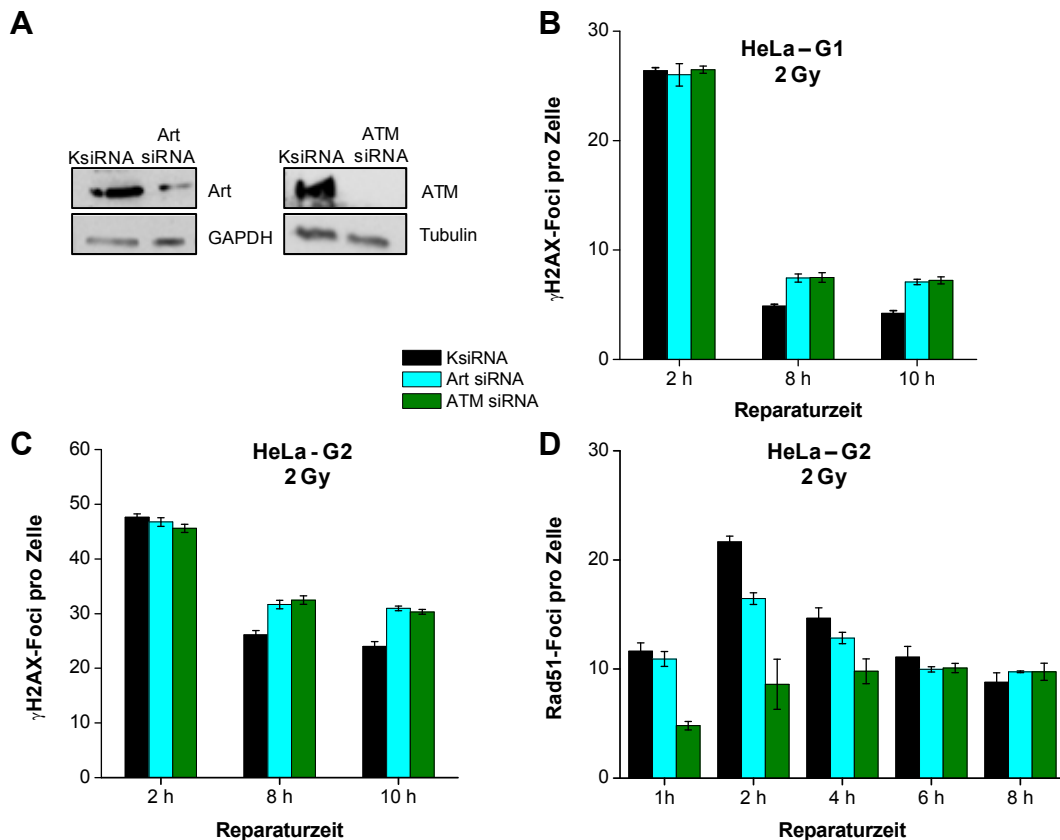 A
Art
KsiRNA siRNA
Art
GAPDH
ATM
KsiRNA siRNA
ATM
Tubulin
B
HeLa – G1
2 Gy
γH2AX-Foci pro Zelle
30
20
10
0
2 h
8 h
10 h
Reparaturzeit
KsiRNA
Art siRNA
ATM siRNA
C
HeLa - G2
2 Gy
γH2AX-Foci pro Zelle
60
50
40
30
20
10
0
2 h
8 h
10 h
Reparaturzeit
D
HeLa – G2
2 Gy
Rad51-Foci pro Zelle
30
20
10
0
1h
2 h
4 h
6 h
8 h
Reparaturzeit